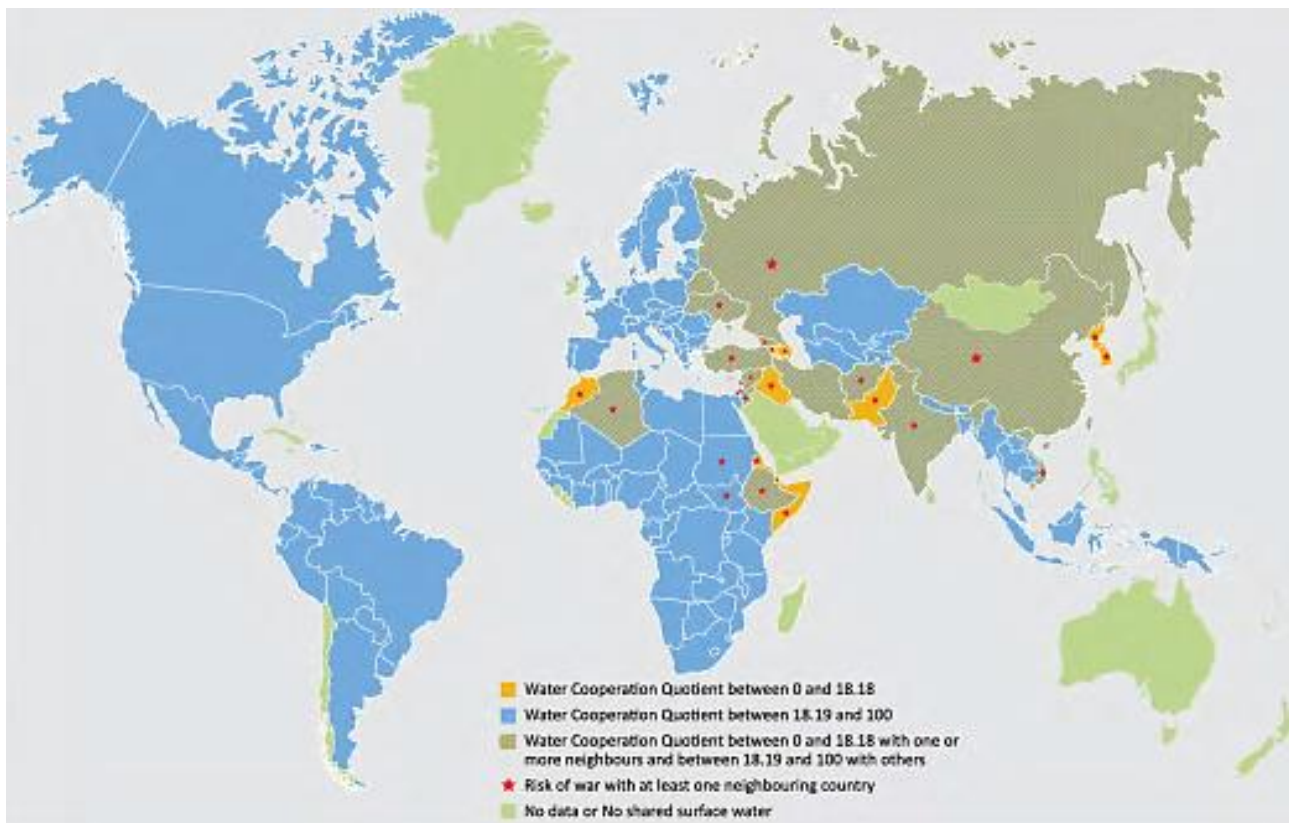 Water Cooperation Quotient between 0 and 18.18
Water Cooperation Quotient between 18.19 and 100
Water Cooperation Quotient between 0 and 18.18 with one or
more neighbours and between 18.19 and 100 with others
Risk of war with at least one neighbouring country
No data or No shared surface water